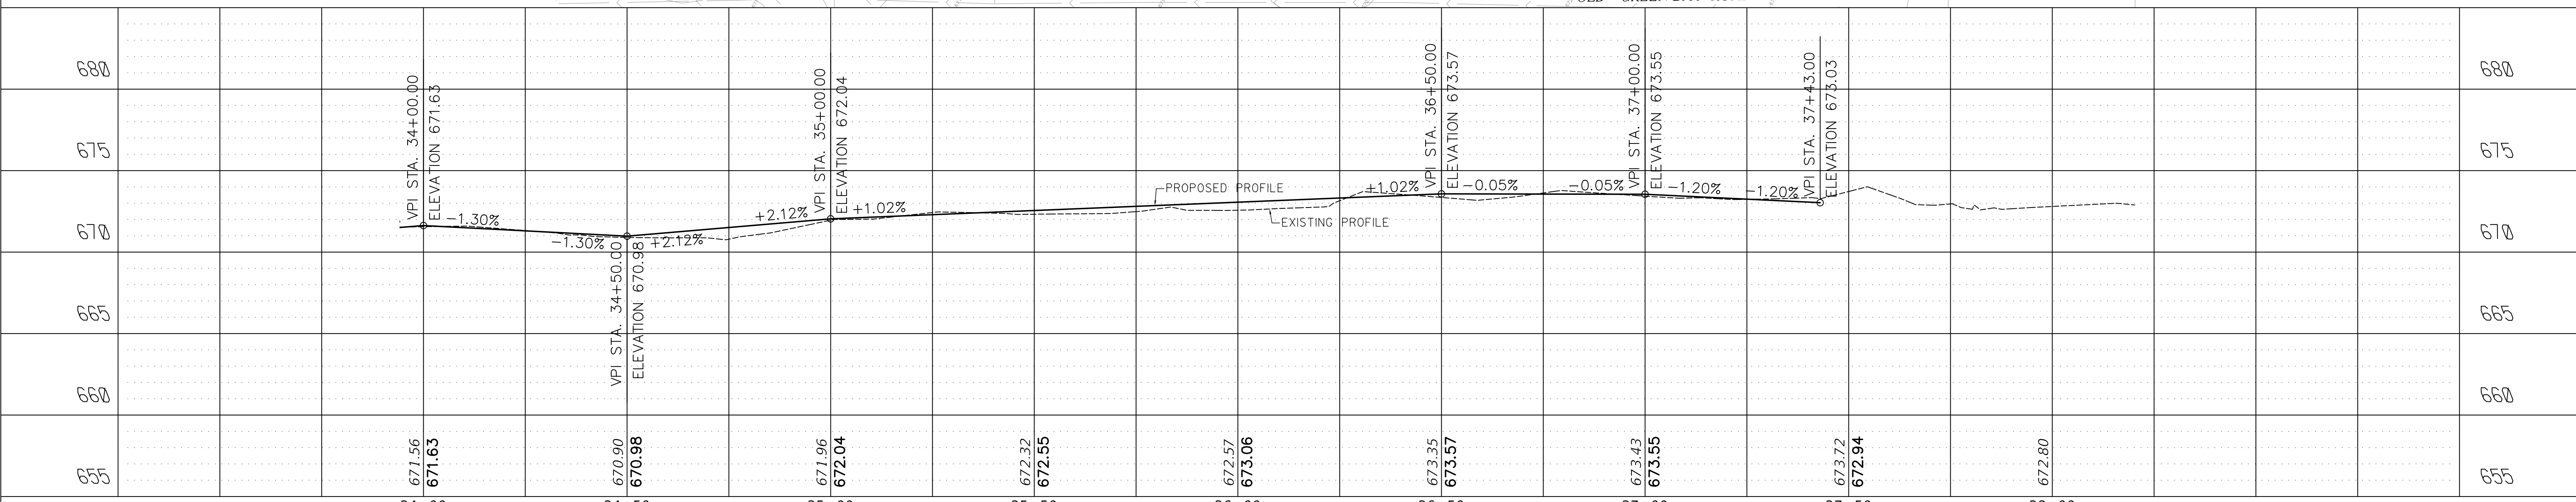 680
675
670
665
660
655
VPI STA. 34+00.00
ELEVATION 671.63
-1.30%
-1.30%
VPI STA. 34+50.00
ELEVATION 670.98
+2.12%
+2.12%
VPI STA. 35+00.00
ELEVATION 672.04
+1.02%
PROPOSED PROFILE
EXISTING PROFILE
+1.02%
VPI STA. 36+50.00
ELEVATION 673.57
-0.05%
-0.05%
VPI STA. 37+00.00
ELEVATION 673.55
-1.20%
-1.20%
VPI STA. 37+43.00
ELEVATION 673.03
680
675
670
665
660
655
671.56
671.63
670.90
670.98
671.96
672.04
672.32
672.55
672.57
673.06
673.35
673.57
673.43
673.55
673.72
672.94
672.80